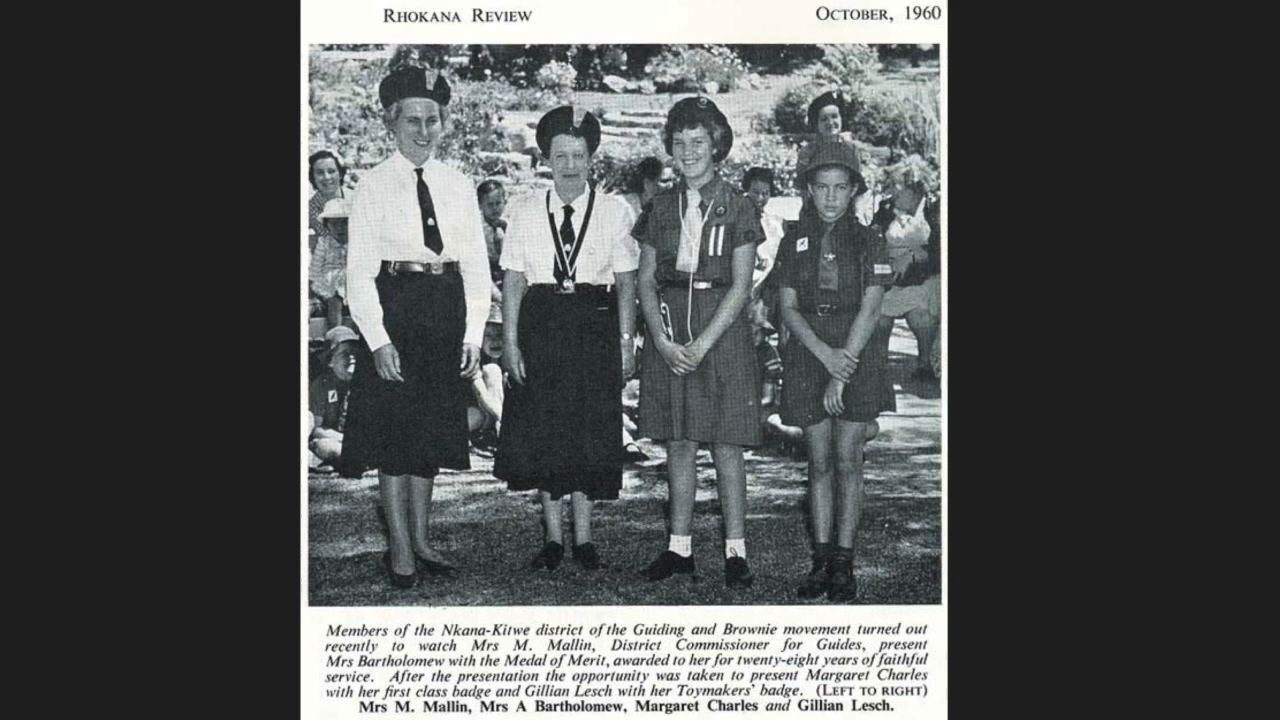 RHOKANA REVIEW OCTOBER, 1960
Members of the Nkana-Kitwe district of the Guiding and Brownie movement turned out
recently to watch Mrs M. Mallin, District Commissioner for Guides, present
Mrs Bartholomew with the Medal of Merit, awarded to her for twenty-eight years of faithful
service. After the presentation the opportunity was taken to present Margaret Charles
with her first class badge and Gillian Lesch with her Toymakers' badge. (LEFT TO RIGHT)
Mrs M. Mallin, Mrs A Bartholomew, Margaret Charles and Gillian Lesch.